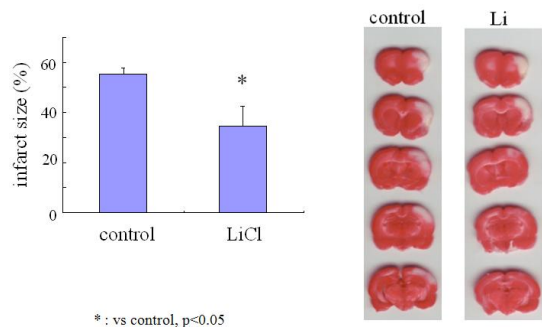 control
Li
infarct size (%)
60
40
20
0
*
control
LiCl
* : vs control, p<0.05